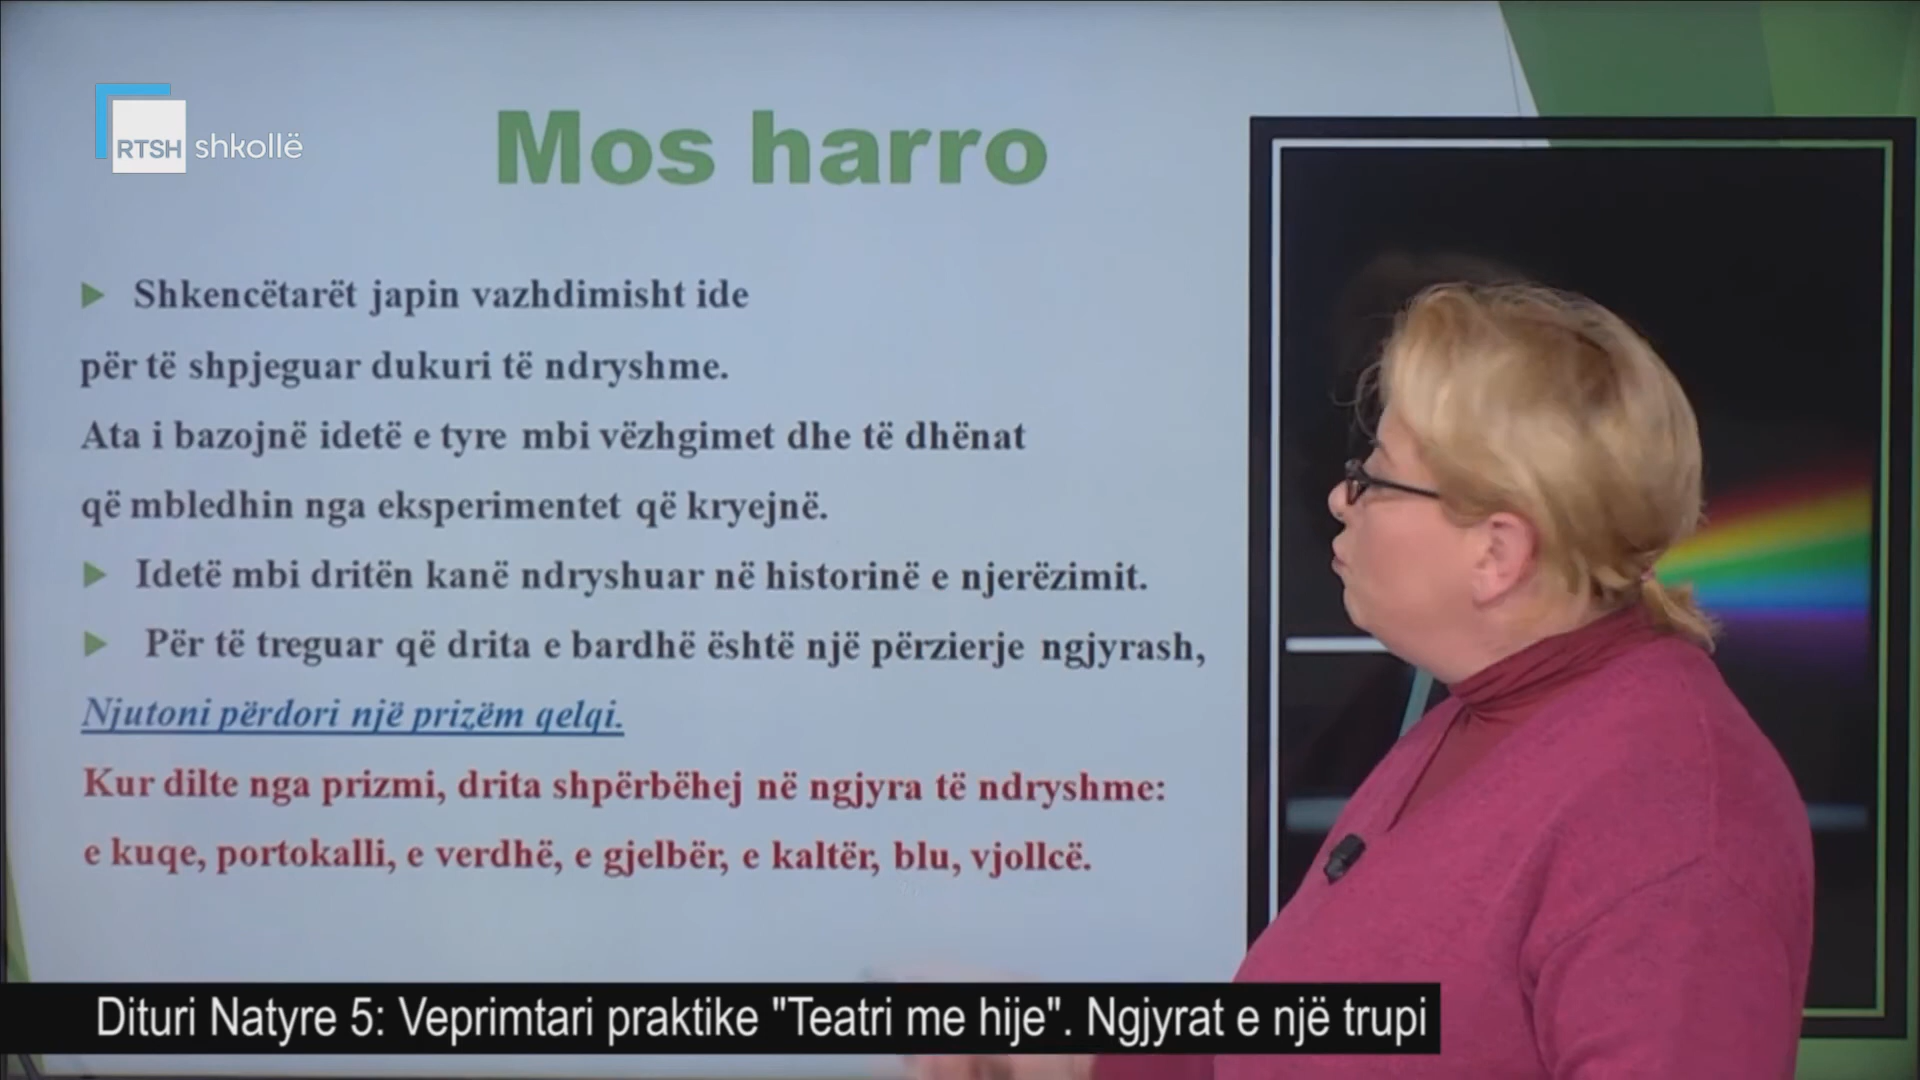 RTSH shkollë
Mos harro
Shkencëtarët japin vazhdimisht ide
për të shpjeguar dukuri të ndryshme.
Ata i bazojnë idetë e tyre mbi vëzhgimet dhe të dhënat
që mbledhin nga eksperimentet që kryejnë.
Idetë mbi dritën kanë ndryshuar në historinë e njerëzimit.
Për të treguar që drita e bardhë është një përzierje ngjyrash,
Njutoni përdori një prizëm qelqi.
Kur dilte nga prizmi, drita shpërbëhej në ngjyra të ndryshme:
e kuqe, portokalli, e verdhë, e gjelbër, e kaltër, blu, vjollcë.
Dituri Natyre 5: Veprimtari praktike "Teatri me hije". Ngjyrat e një trupi